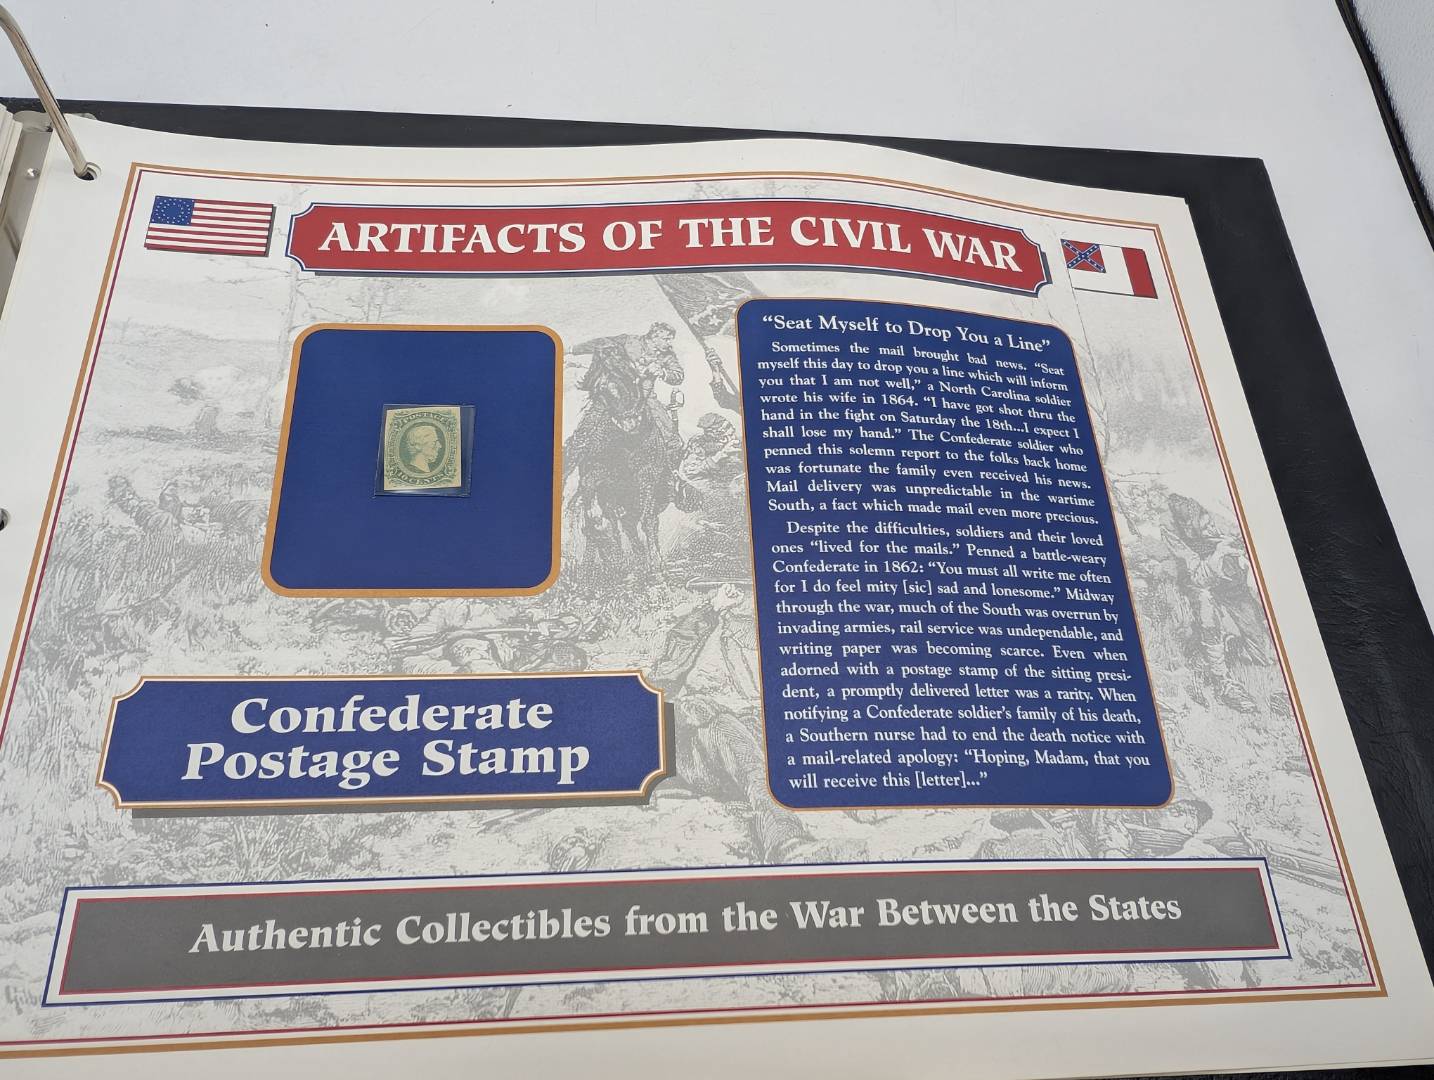 ARTIFACTS OF THE CIVIL WAR
POSTAGE
10 CENTS
Confederate
Postage Stamp
“Seat Myself to Drop You a Line”
Sometimes the mail brought bad news. “Seat
myself this day to drop you a line which will inform
you that I am not well,” a North Carolina soldier
wrote his wife in 1864. “I have got shot thru the
hand in the fight on Saturday the 18th...I expect I
shall lose my hand.” The Confederate soldier who
penned this solemn report to the folks back home
was fortunate the family even received his news.
Mail delivery was unpredictable in the wartime
South, a fact which made mail even more precious.
Despite the difficulties, soldiers and their loved
ones “lived for the mails.” Penned a battle-weary
Confederate in 1862: “You must all write me often
for I do feel mity [sic] sad and lonesome.” Midway
through the war, much of the South was overrun by
invading armies, rail service was undependable, and
writing paper was becoming scarce. Even when
adorned with a postage stamp of the sitting presi-
dent, a promptly delivered letter was a rarity. When
notifying a Confederate soldier’s family of his death,
a Southern nurse had to end the death notice with
a mail-related apology: “Hoping, Madam, that you
will receive this [letter]...”
Authentic Collectibles from the War Between the States